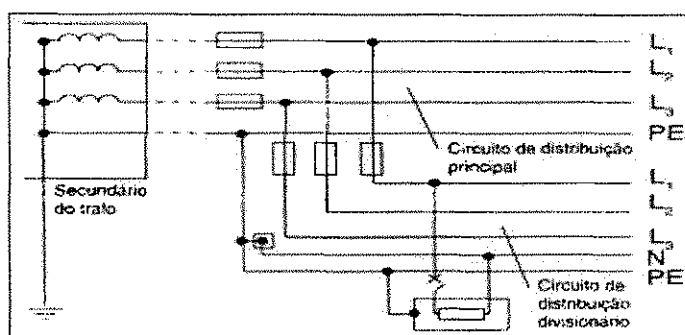 L₁
L₂
L₃
PE
Circuito de distribuição
principal
Secundário
do trafo
L₁
L₂
L₃
N
PE
Circuito de
distribuição
divisionário